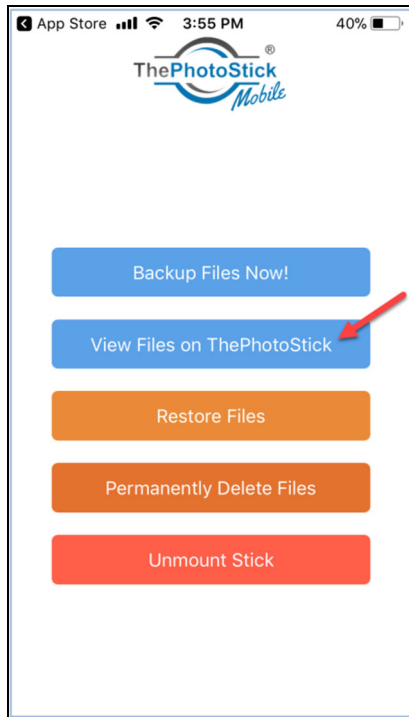 App Store 3:55 PM 40%
ThePhotoStick®
Mobile
Backup Files Now!
View Files on ThePhotoStick
Restore Files
Permanently Delete Files
Unmount Stick